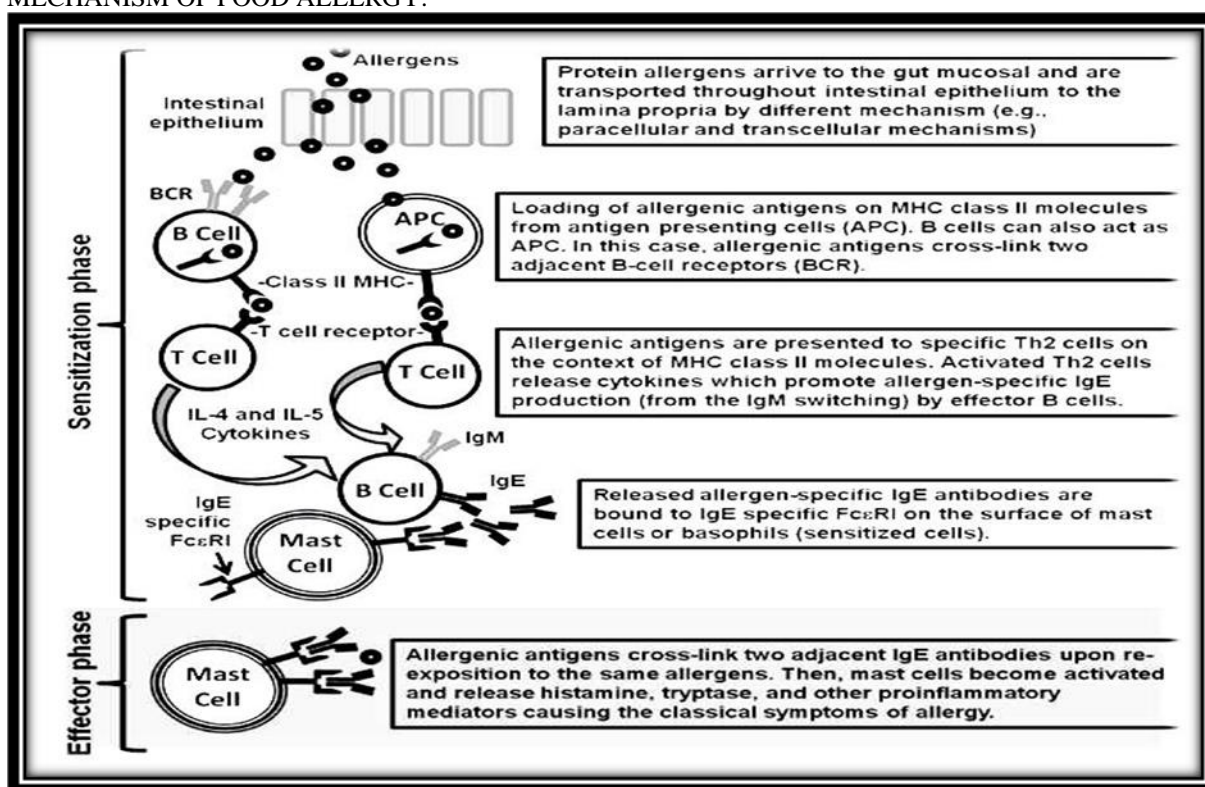 MECHANISM OF FOOD ALLERGY:
Allergens
Intestinal
epithelium
Protein allergens arrive to the gut mucosal and are
transported throughout intestinal epithelium to the
lamina propria by different mechanism (e.g.,
paracellular and transcellular mechanisms)
Sensitization phase
BCR
B Cell
APC
-Class II MHC-
Loading of allergenic antigens on MHC class II molecules
from antigen presenting cells (APC). B cells can also act as
APC. In this case, allergenic antigens cross-link two
adjacent B-cell receptors (BCR).
-T cell receptor-
T Cell
T Cell
Allergenic antigens are presented to specific Th2 cells on
the context of MHC class II molecules. Activated Th2 cells
release cytokines which promote allergen-specific IgE
production (from the IgM switching) by effector B cells.
IL-4 and IL-5
Cytokines
IgM
B Cell
IgE
IgE
specific
FcεRI
Mast
Cell
Released allergen-specific IgE antibodies are
bound to IgE specific FcεRI on the surface of mast
cells or basophils (sensitized cells).
Effector phase
Mast
Cell
Allergenic antigens cross-link two adjacent IgE antibodies upon re-
exposition to the same allergens. Then, mast cells become activated
and release histamine, tryptase, and other proinflammatory
mediators causing the classical symptoms of allergy.